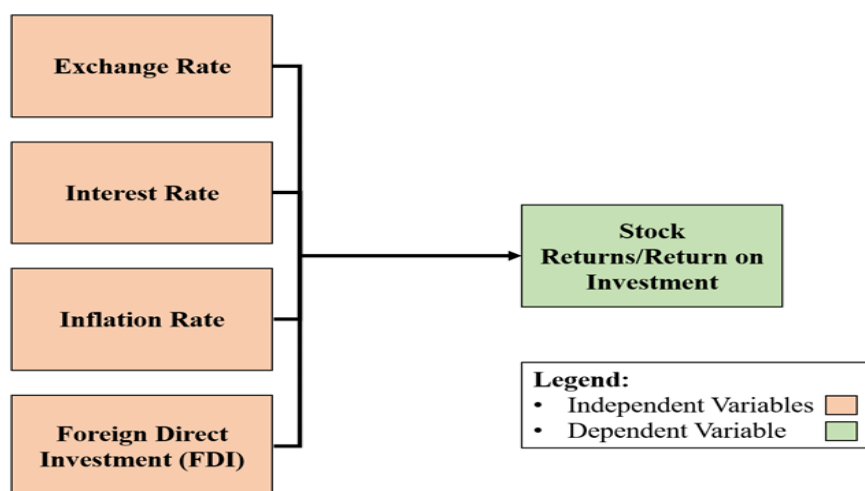 Exchange Rate
Interest Rate
Inflation Rate
Foreign Direct
Investment (FDI)
Stock
Returns/Return on
Investment
Legend:
• Independent Variables
• Dependent Variable